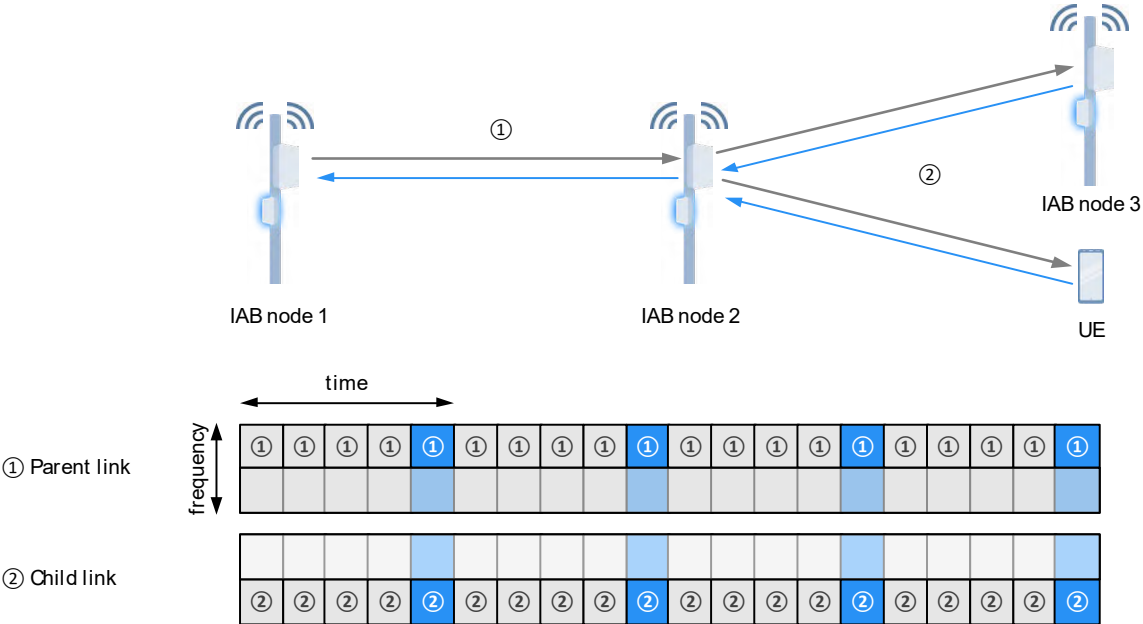 ①
②
IAB node 3
IAB node 1
IAB node 2
UE
time
frequency
① Parent link
① ① ① ① ① ① ① ① ① ① ① ① ① ① ① ① ① ① ① ①
② Child link
② ② ② ② ② ② ② ② ② ② ② ② ② ② ② ② ② ② ② ②